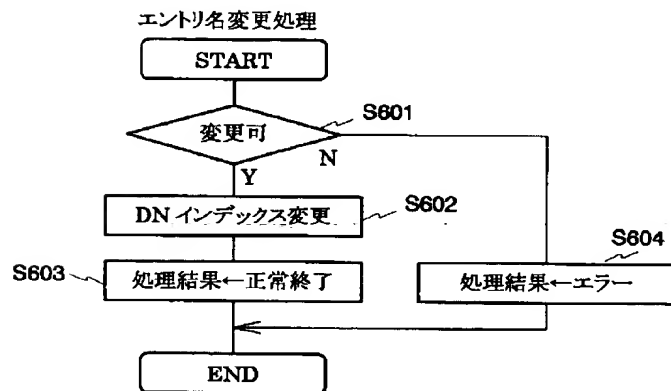 エントリ名変更処理
START
変更可
S601
N
Y
DN インデックス変更
S602
S604
S603
処理結果←正常終了
処理結果←エラー
END